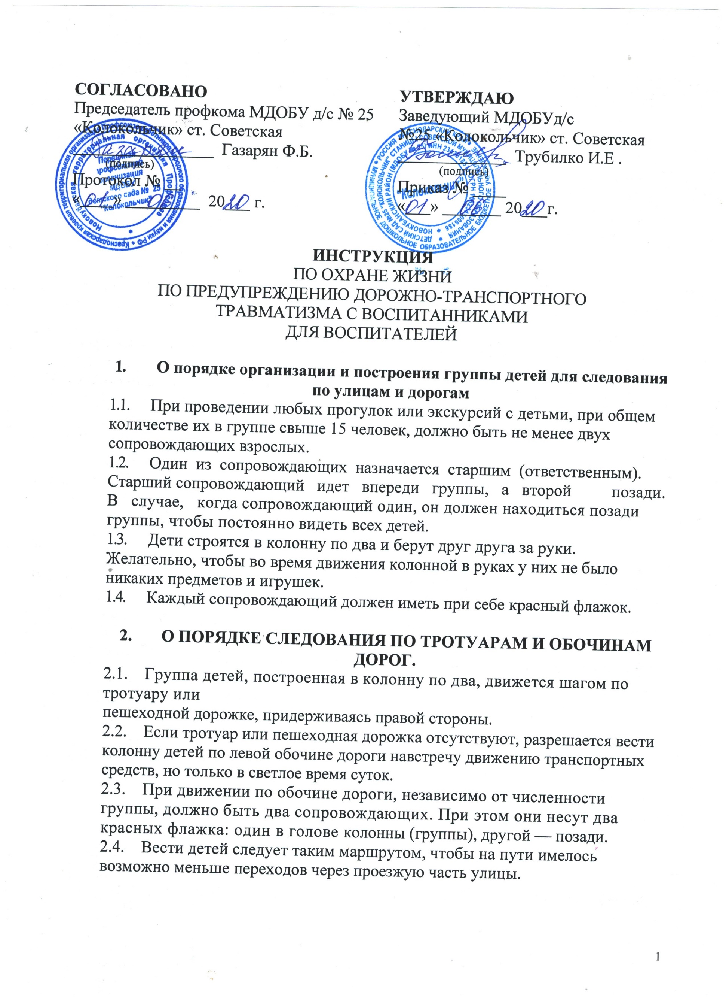 СОГЛАСОВАНО
Председатель профкома МДОБУ д/с № 25
«Колокольчик» ст. Советская
Газарян Ф.Б.
(подпись)
Протокол №
«01» 20 20 г.
УТВЕРЖДАЮ
Заведующий МДОБУд/с
№25 «Колокольчик» ст. Советская
Трубилко И.Е .
(подпись)
Приказ №
«01» 20 20 г.
ИНСТРУКЦИЯ
ПО ОХРАНЕ ЖИЗНИ
ПО ПРЕДУПРЕЖДЕНИЮ ДОРОЖНО-ТРАНСПОРТНОГО
ТРАВМАТИЗМА С ВОСПИТАННИКАМИ
ДЛЯ ВОСПИТАТЕЛЕЙ
1. О порядке организации и построения группы детей для следования
по улицам и дорогам
1.1. При проведении любых прогулок или экскурсий с детьми, при общем
количестве их в группе свыше 15 человек, должно быть не менее двух
сопровождающих взрослых.
1.2. Один из сопровождающих назначается старшим (ответственным).
Старший сопровождающий идет впереди группы, а второй позади.
В случае, когда сопровождающий один, он должен находиться позади
группы, чтобы постоянно видеть всех детей.
1.3. Дети строятся в колонну по два и берут друг друга за руки.
Желательно, чтобы во время движения колонной в руках у них не было
никаких предметов и игрушек.
1.4. Каждый сопровождающий должен иметь при себе красный флажок.
2. О ПОРЯДКЕ СЛЕДОВАНИЯ ПО ТРОТУАРАМ И ОБОЧИНАМ
ДОРОГ.
2.1. Группа детей, построенная в колонну по два, движется шагом по
тротуару или
пешеходной дорожке, придерживаясь правой стороны.
2.2. Если тротуар или пешеходная дорожка отсутствуют, разрешается вести
колонну детей по левой обочине дороги навстречу движению транспортных
средств, но только в светлое время суток.
2.3. При движении по обочине дороги, независимо от численности
группы, должно быть два сопровождающих. При этом они несут два
красных флажка: один в голове колонны (группы), другой — позади.
2.4. Вести детей следует таким маршрутом, чтобы на пути имелось
возможно меньше переходов через проезжую часть улицы.
1